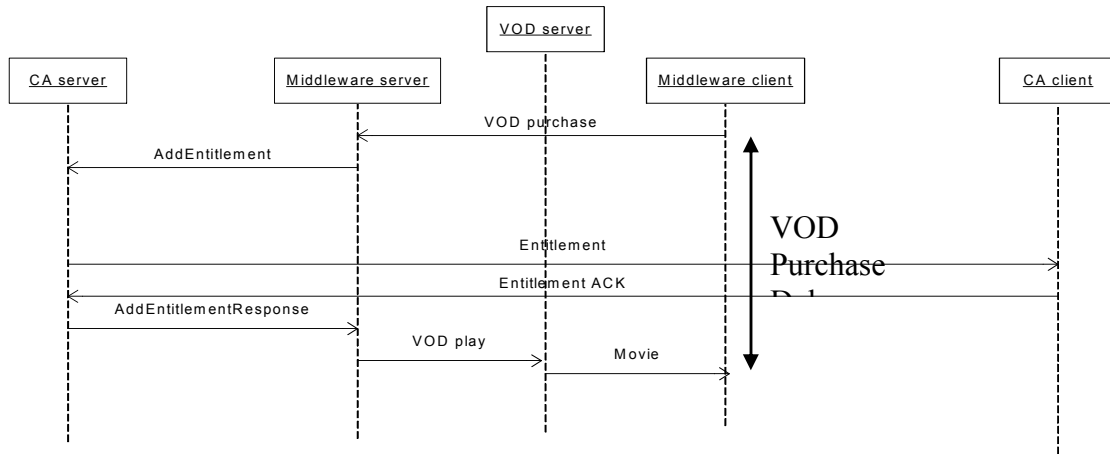 VOD server
CA server
Middleware server
Middleware client
CA client
VOD purchase
AddEntitlement
VOD
Purchase
Entitlement
Entitlement ACK
AddEntitlementResponse
VOD play
Movie